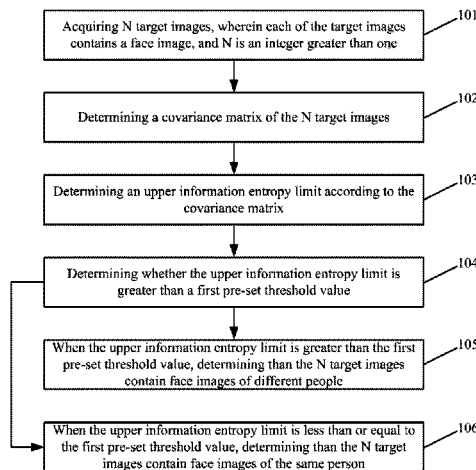 Acquiring N target images, wherein each of the target images
contains a face image, and N is an integer greater than one
101
Determining a covariance matrix of the N target images
102
Determining an upper information entropy limit according to the
covariance matrix
103
Determining whether the upper information entropy limit is
greater than a first pre-set threshold value
104
When the upper information entropy limit is greater than the first
pre-set threshold value, determining than the N target images
contain face images of different people
105
When the upper information entropy limit is less than or equal to
the first pre-set threshold value, determining than the N target
images contain face images of the same person
106